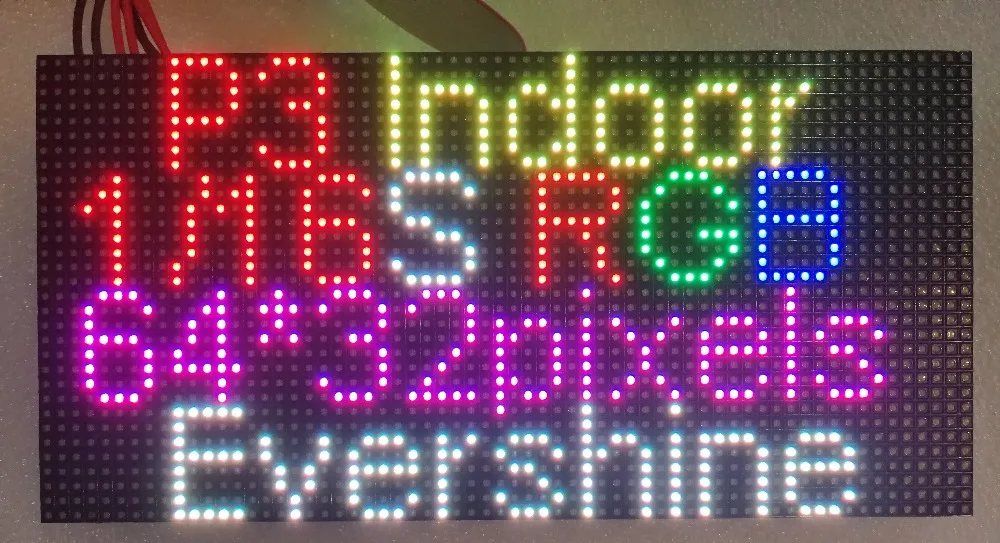 P3 Indoor
1/16S RGB
64*32pixels
Evershine